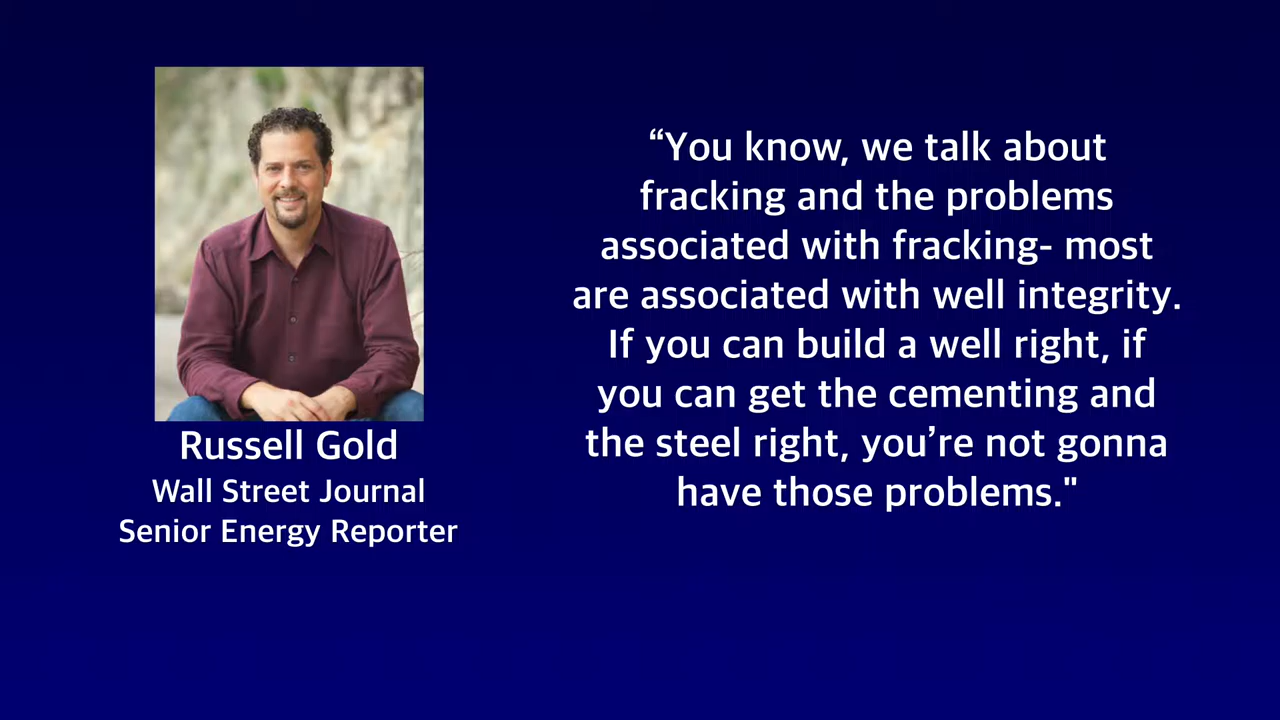 Russell Gold
Wall Street Journal
Senior Energy Reporter
“You know, we talk about
fracking and the problems
associated with fracking- most
are associated with well integrity.
If you can build a well right, if
you can get the cementing and
the steel right, you’re not gonna
have those problems."